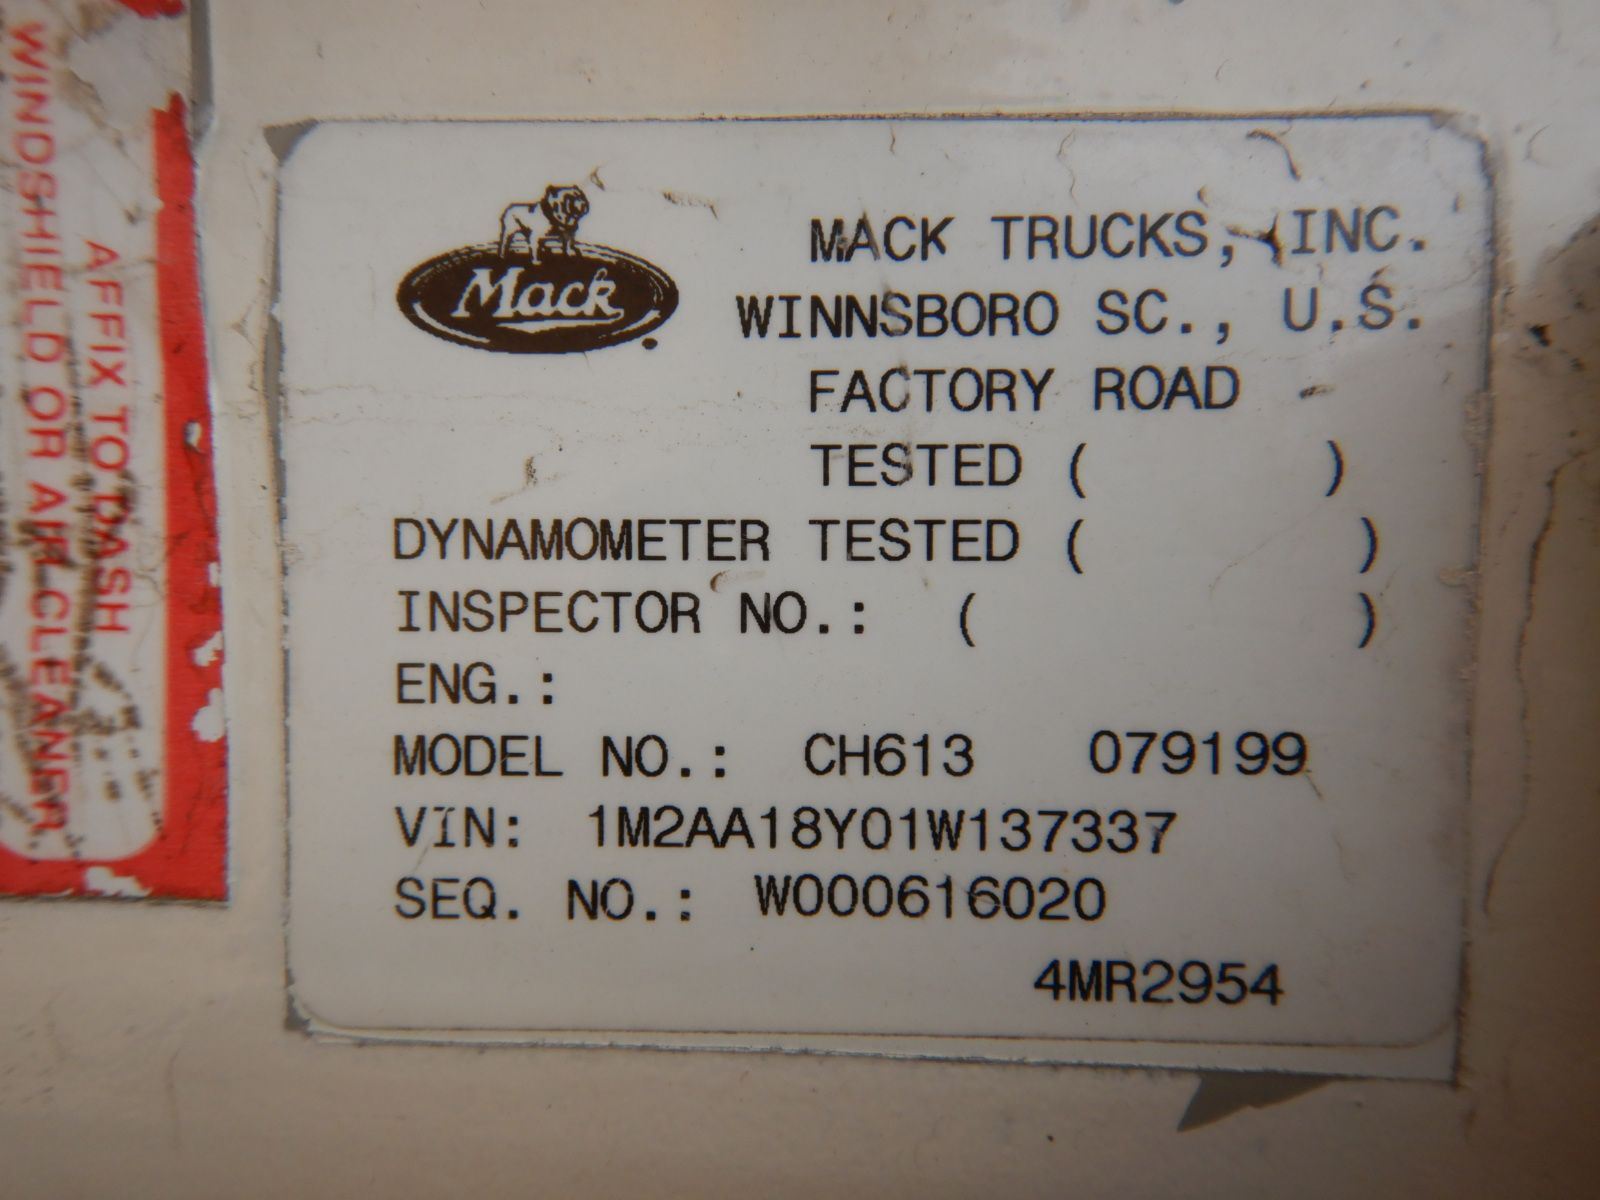 Mack
MACK TRUCKS, INC.
WINNSBORO SC., U.S.
FACTORY ROAD
TESTED ( )
DYNAMOMETER TESTED ( )
INSPECTOR NO.: ( )
ENG.:
MODEL NO.: CH613 079199
VIN: 1M2AA18Y01W137337
SEQ. NO.: W000616020
4MR2954
AFFIX TO DASH
WINDSHIELD OR AIR CLEANER.